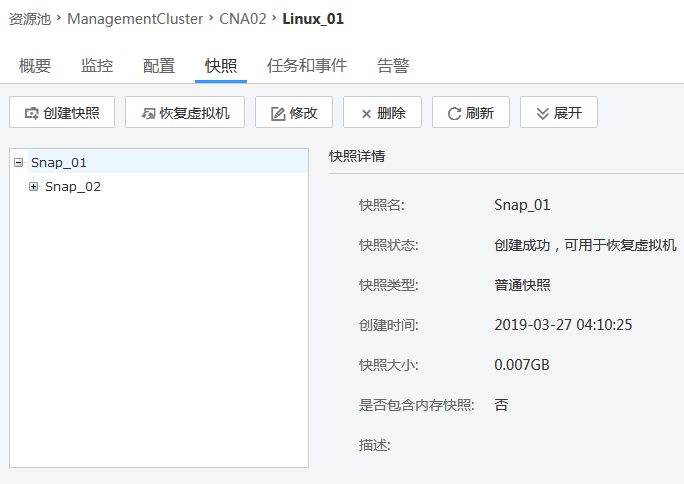 资源池 > ManagementCluster > CNA02 > Linux_01
概要 监控 配置 快照 任务和事件 告警
创建快照 恢复虚拟机 修改 删除 刷新 展开
Snap_01
Snap_02
快照详情
快照名: Snap_01
快照状态: 创建成功，可用于恢复虚拟机
快照类型: 普通快照
创建时间: 2019-03-27 04:10:25
快照大小: 0.007GB
是否包含内存快照: 否
描述: